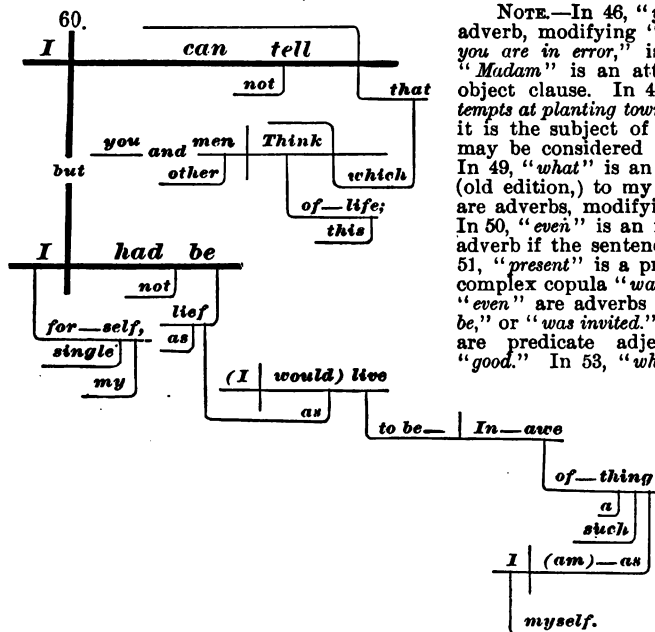 60.
I can tell
not
that
you and men Think
other
which
of—life;
this
but
I had be
not
lief
as
for—self,
single
my
(I would) live
as
to be— In—awe
of—thing
a
such
I (am)—as
myself.
NOTE.—In 46, "
adverb, modifying "
you are in error," i
"Madam" is an att
object clause. In 4
tempts at planting tow
it is the subject of
may be considered
In 49, "what" is an
(old edition,) to my
are adverbs, modifyi
In 50, "even" is an
adverb if the senten
51, "present" is a pr
complex copula "wa
"even" are adverbs
be," or "was invited."
are predicate adje
"good." In 53, "wh